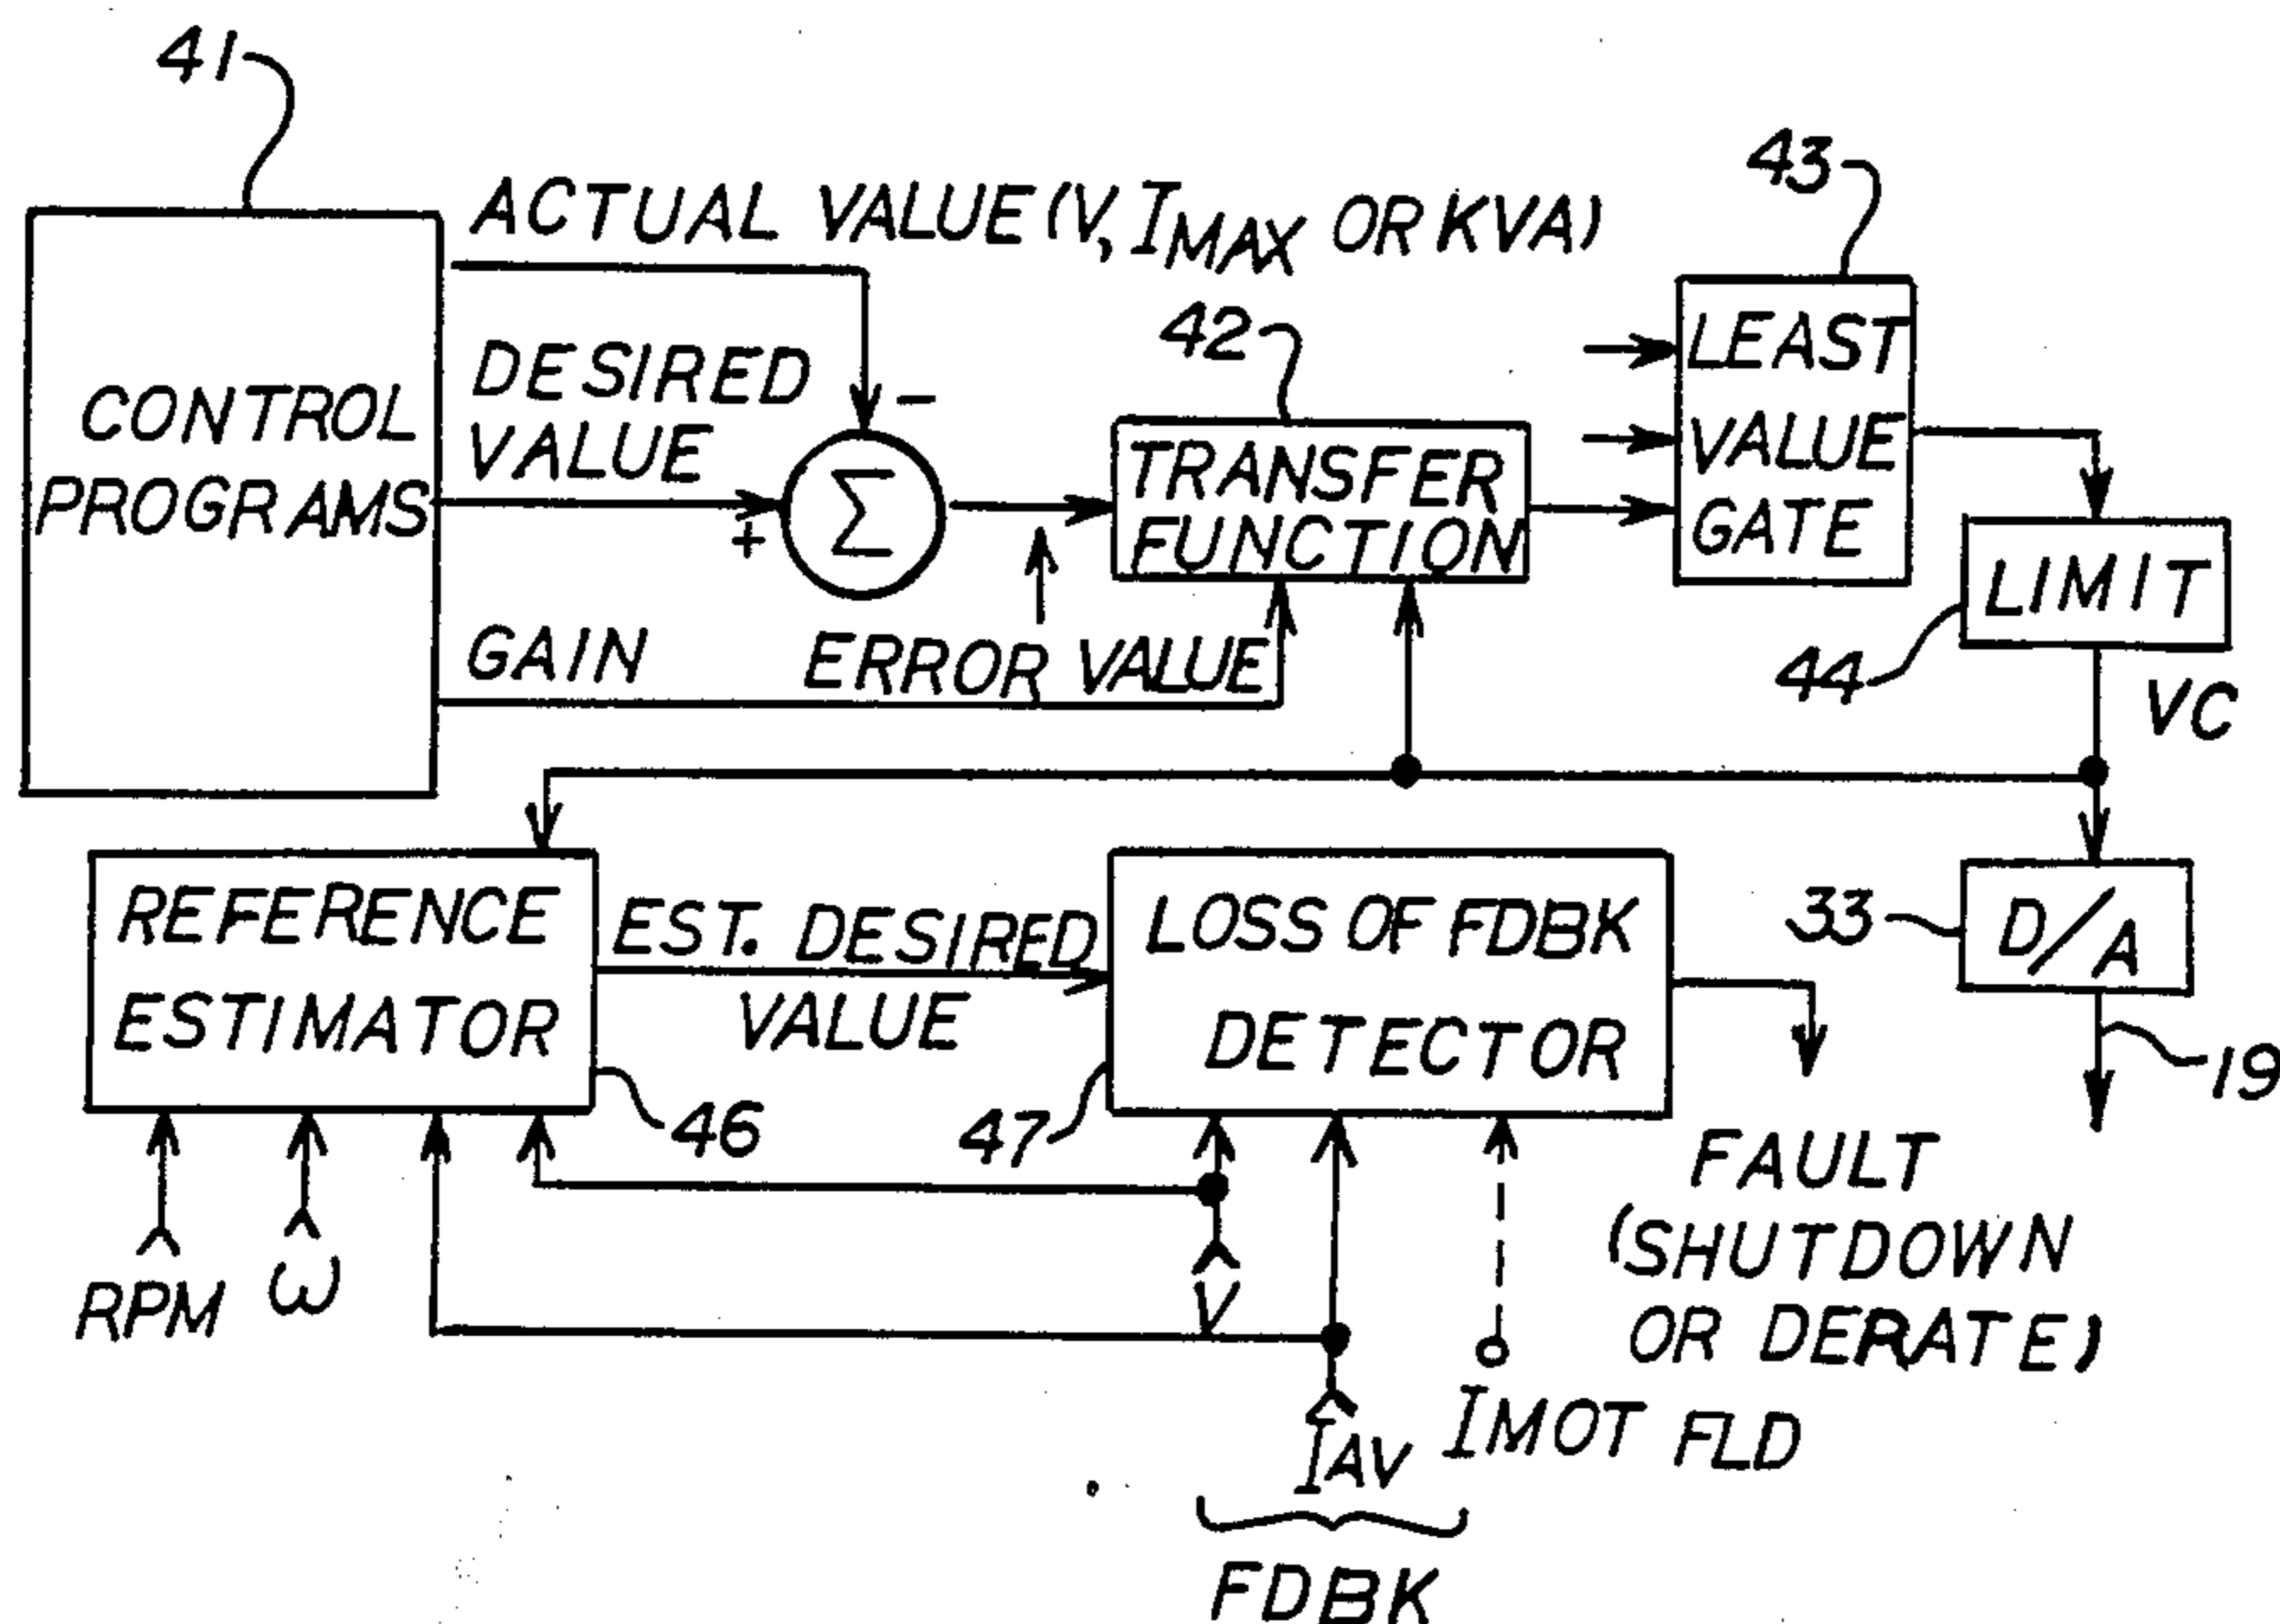 41
ACTUAL VALUE (V, IMAX OR KVA)
43
42
DESIRED
VALUE
-
+
Σ
CONTROL
PROGRAMS
TRANSFER
FUNCTION
LEAST
VALUE
GATE
LIMIT
44
VC
GAIN
ERROR VALUE
REFERENCE
ESTIMATOR
EST. DESIRED
VALUE
LOSS OF FDBK
DETECTOR
33
D/A
19
46
47
FAULT
(SHUTDOWN
OR DERATE)
RPM
ω
V
IAV
IMOT FLD
FDBK